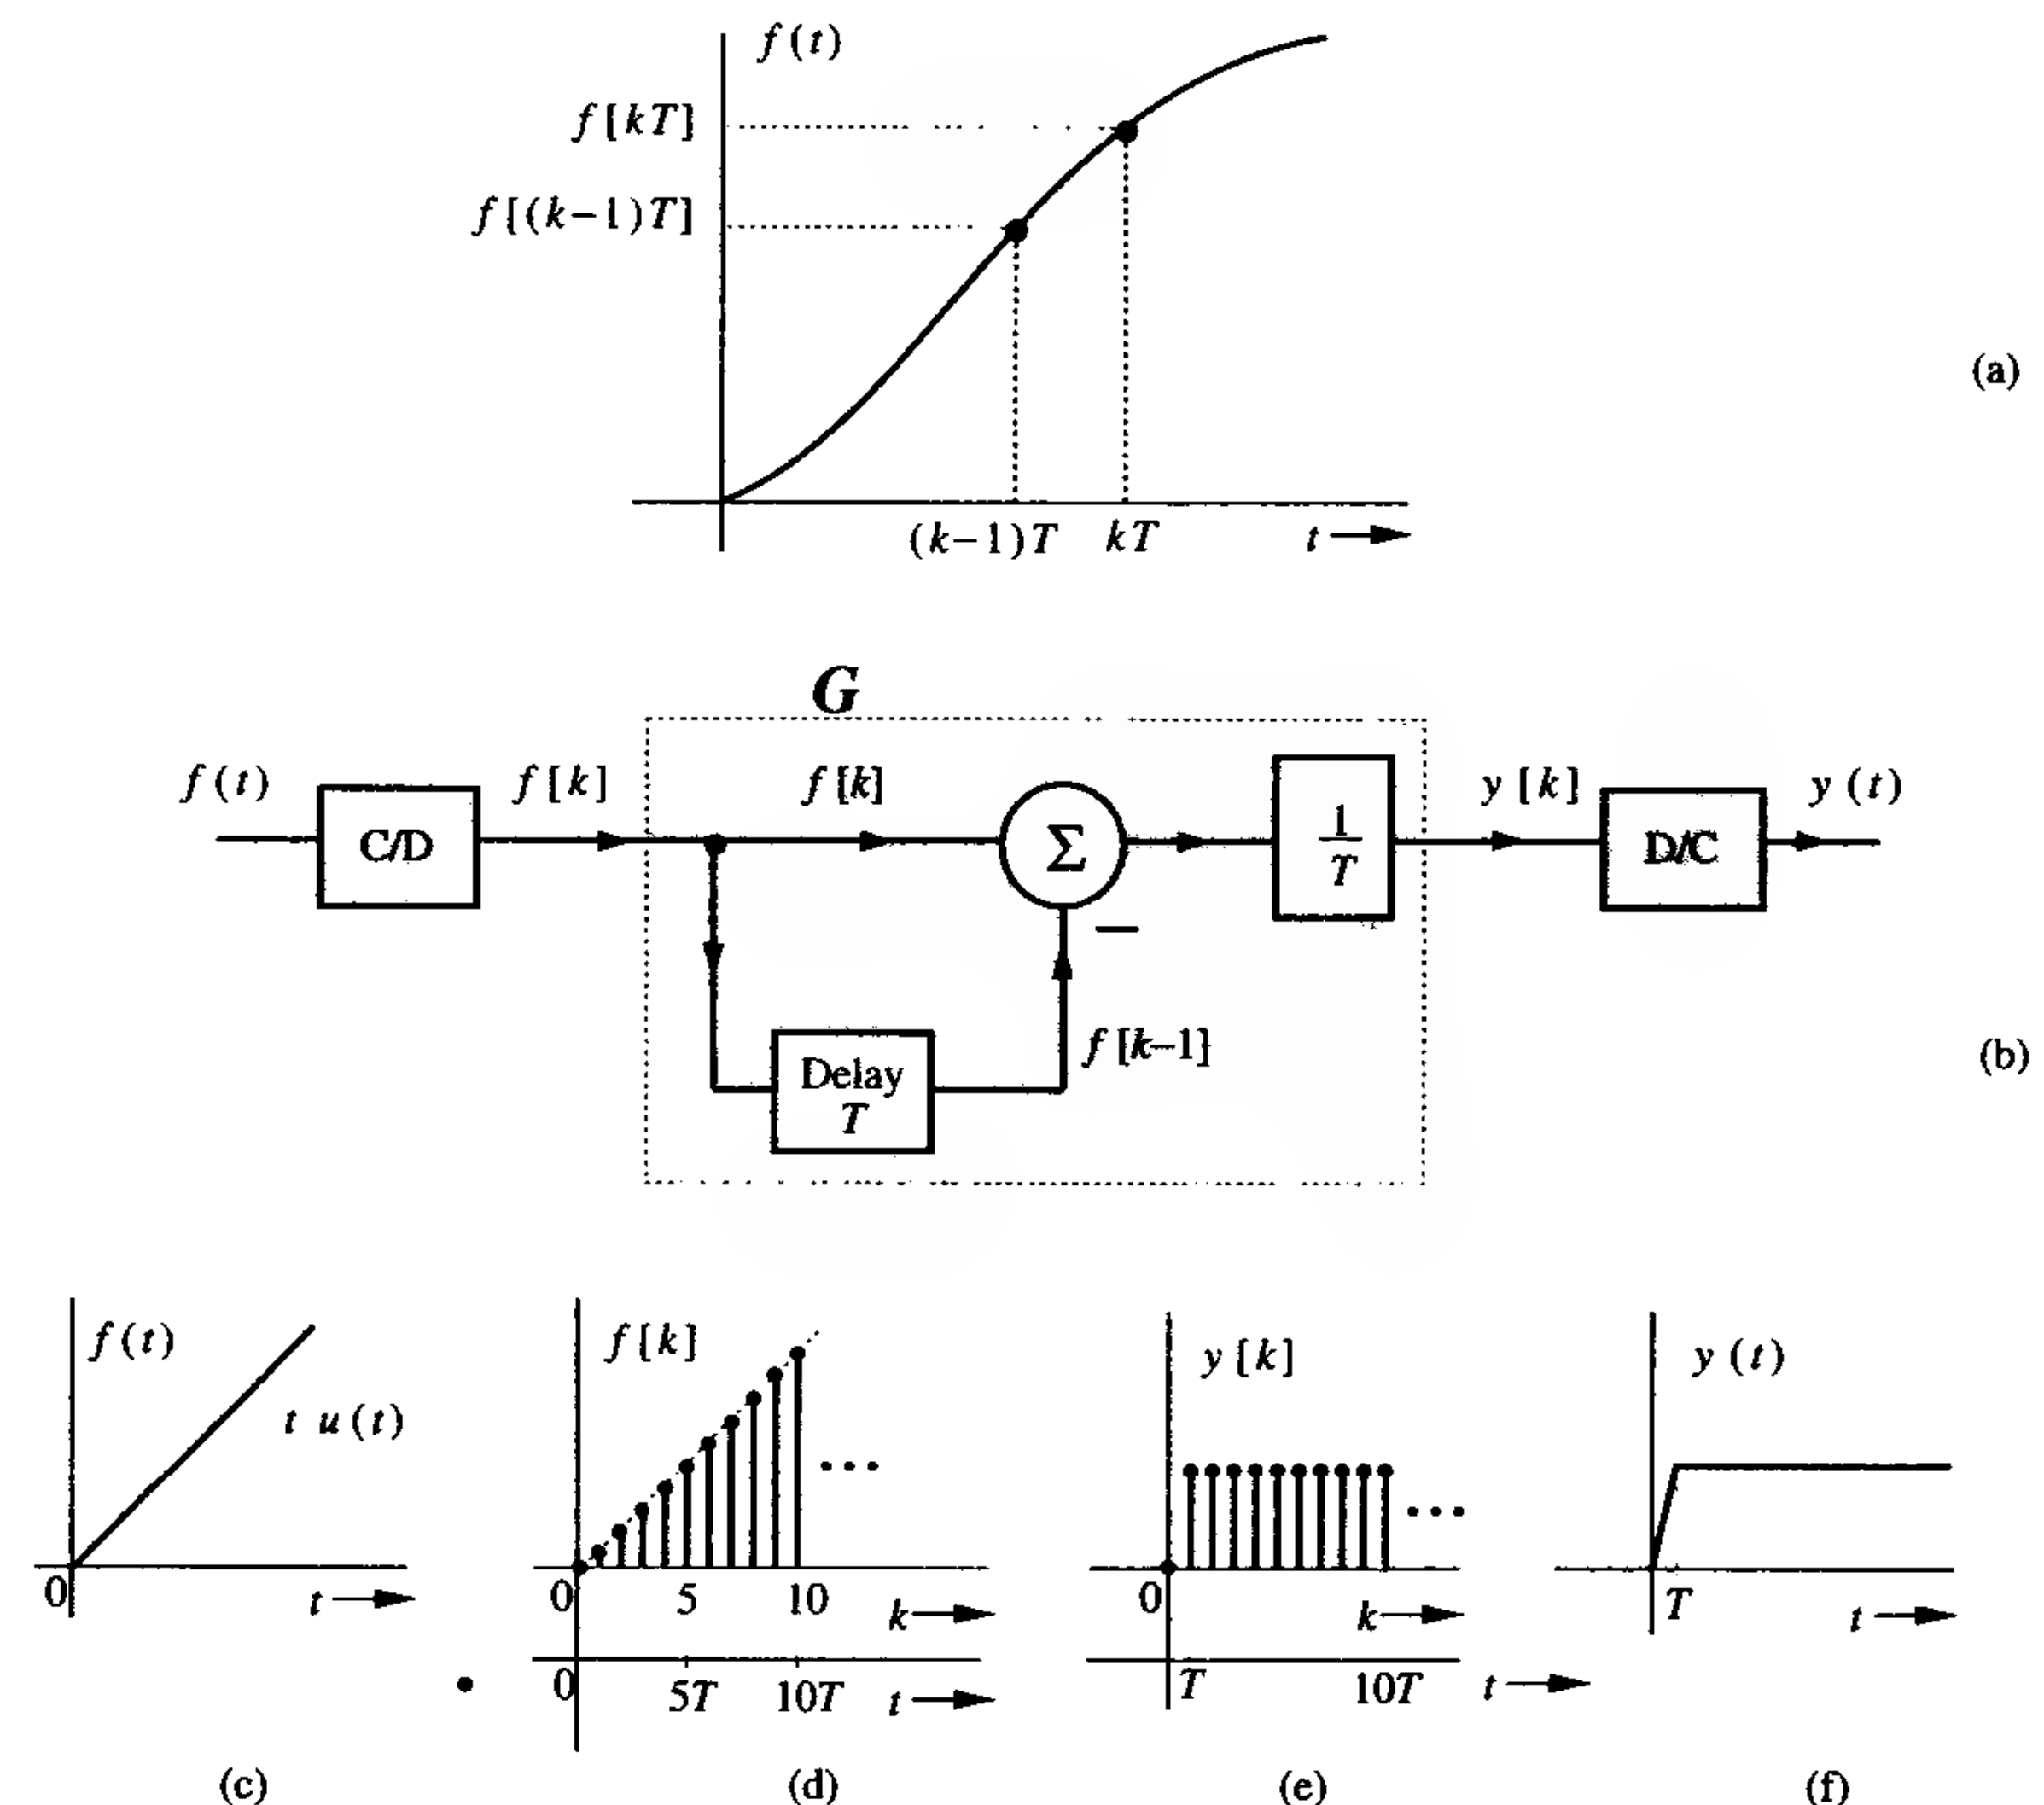 f(t)
f[kT]
f[(k−1)T]
(a)
(k−1)T kT t
G
f(t) f[k] f[k] y[k] y(t)
C/D Σ 1/T D/C
−
f[k−1]
(b)
Delay
T
f(t) f[k] y[k] y(t)
t u(t)
0 t
0 5 10 k
0 5T 10T t
0 k
T 10T t
T t
(c) (d) (e) (f)